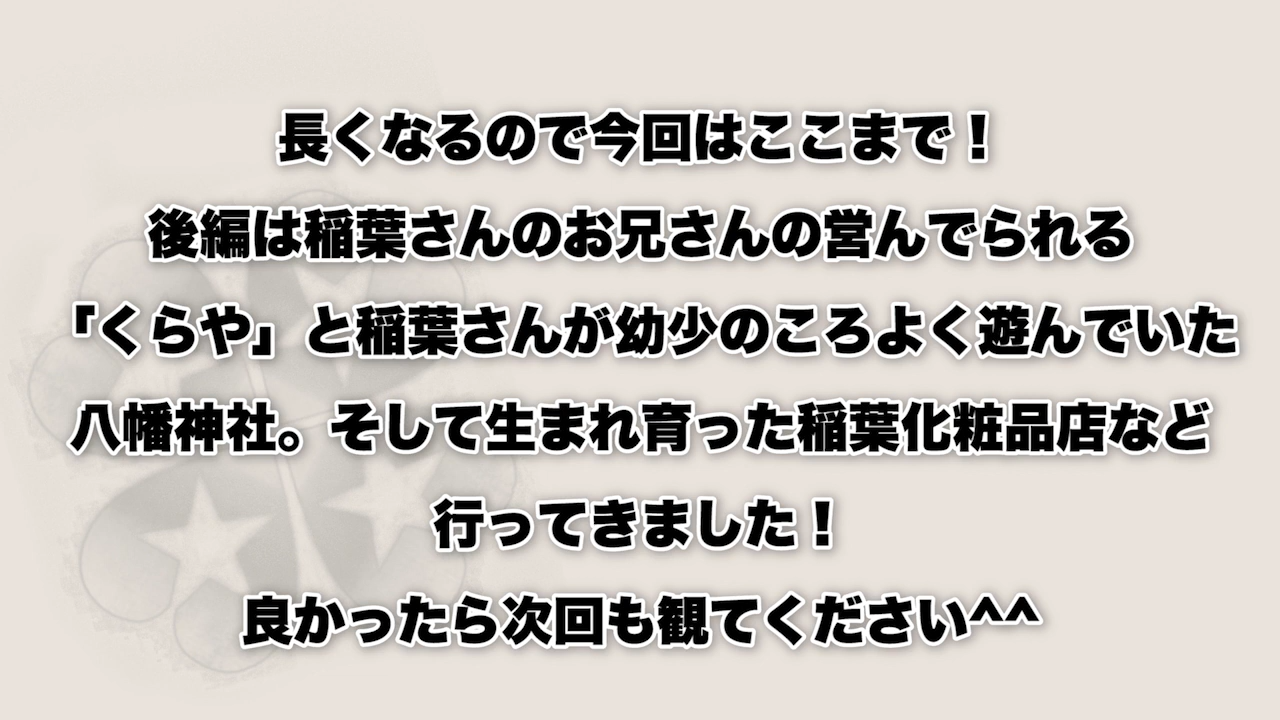 長くなるので今回はここまで！
後編は稲葉さんのお兄さんの営んでられる
「くらや」と稲葉さんが幼少のころよく遊んでいた
八幡神社。そして生まれ育った稲葉化粧品店など
行ってきました！
良かったら次回も観てください^^